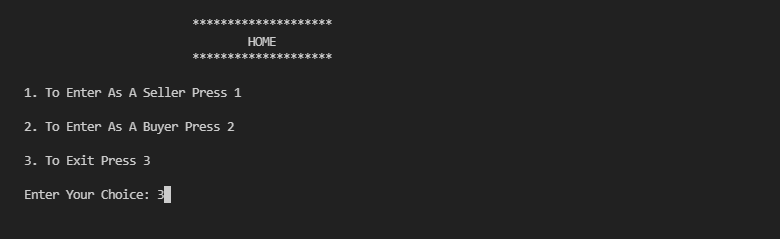 ********************
HOME
********************
1. To Enter As A Seller Press 1
2. To Enter As A Buyer Press 2
3. To Exit Press 3
Enter Your Choice: 3